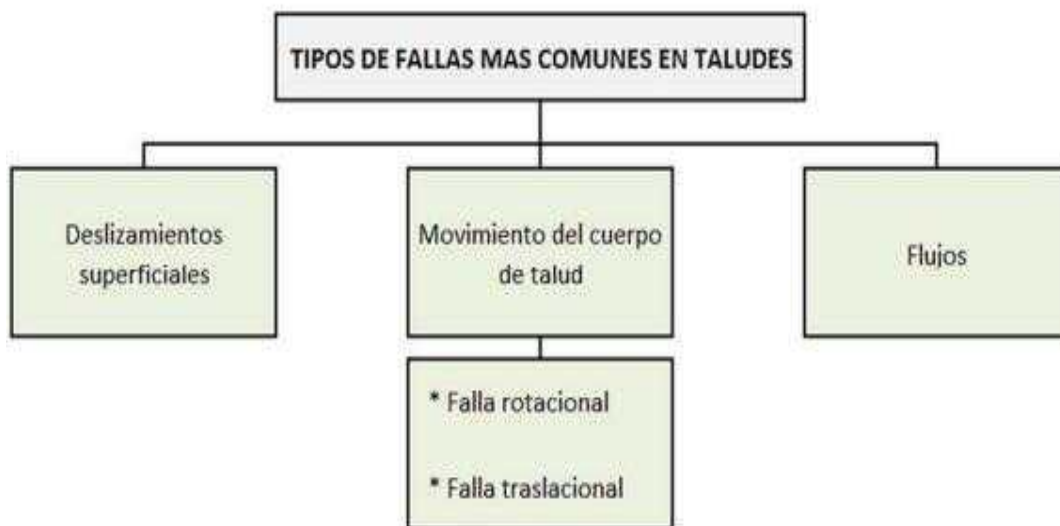 TIPOS DE FALLAS MAS COMUNES EN TALUDES
Deslizamientos
superficiales
Movimiento del cuerpo
de talud
Flujos
* Falla rotacional
* Falla traslacional